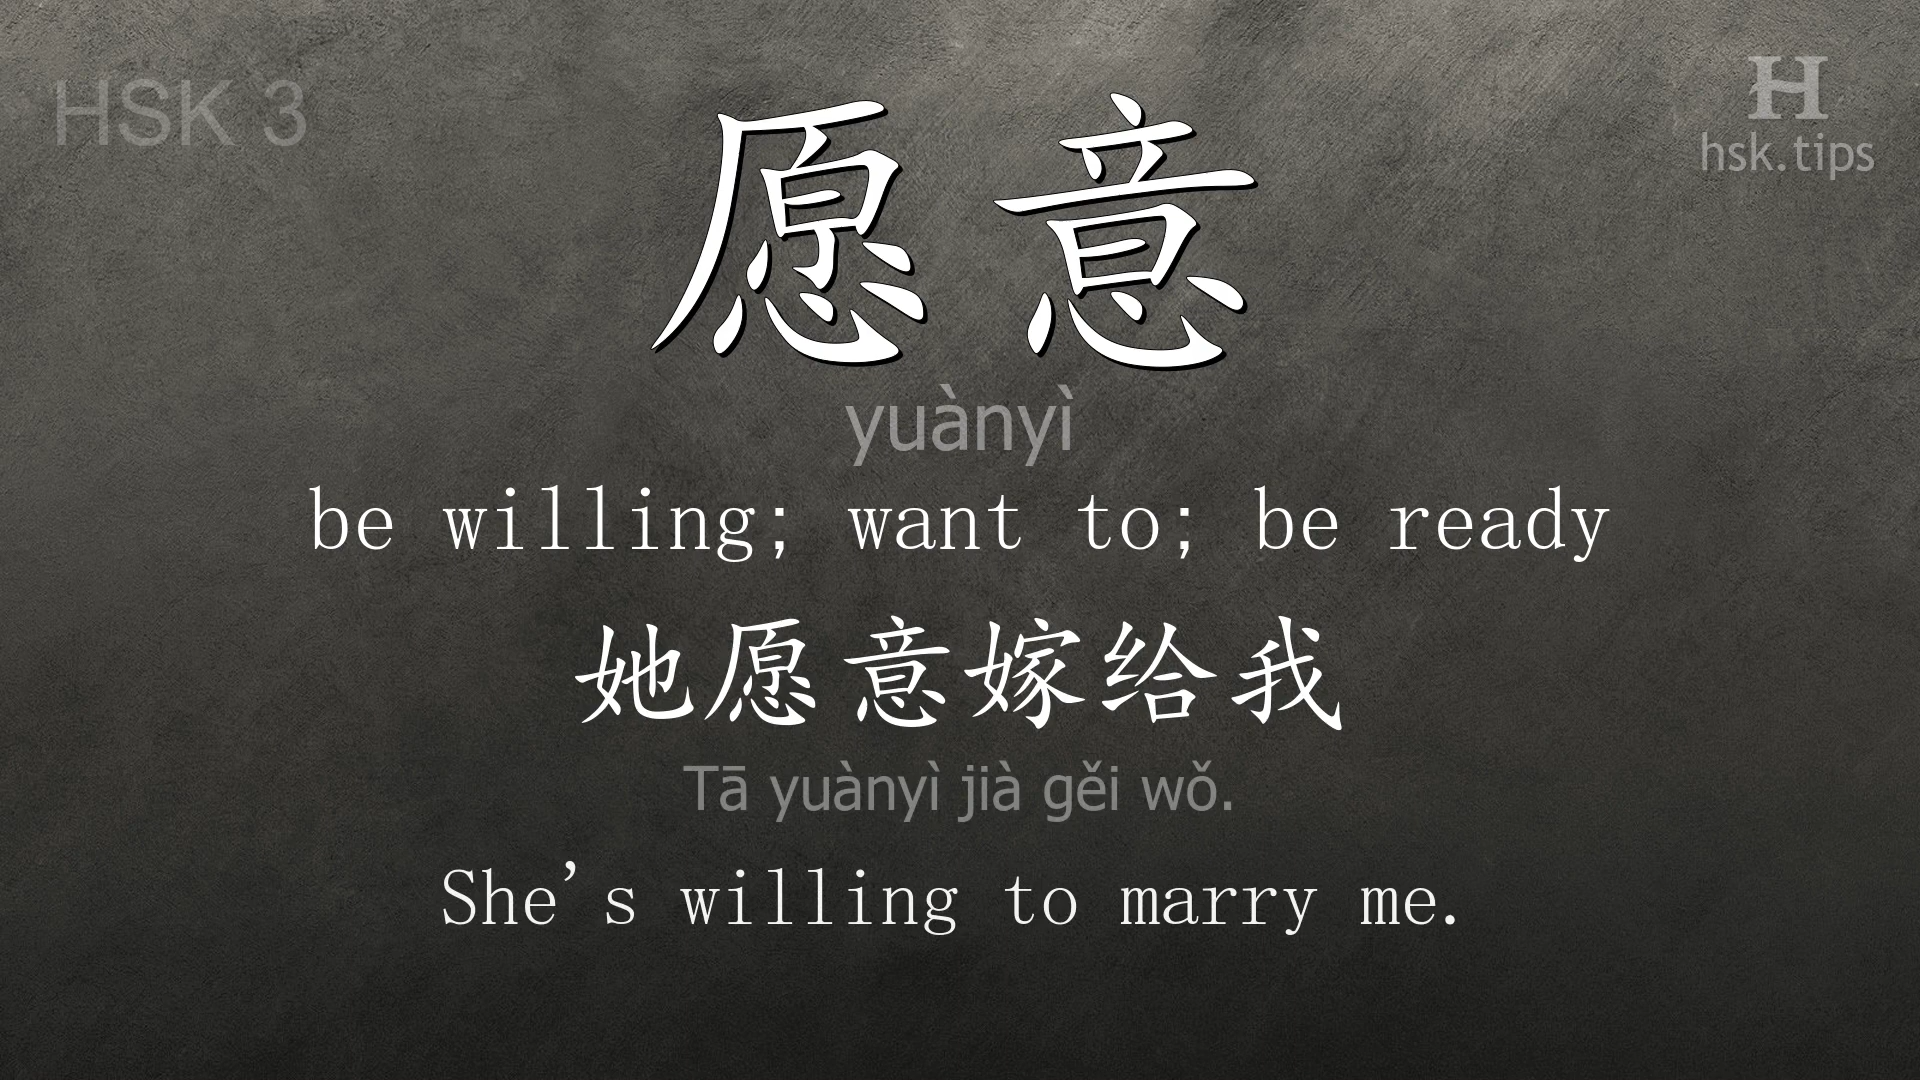 HSK 3
H
hsk.tips
愿意
yuànyì
be willing; want to; be ready
她愿意嫁给我
Tā yuànyì jià gěi wǒ.
She's willing to marry me.